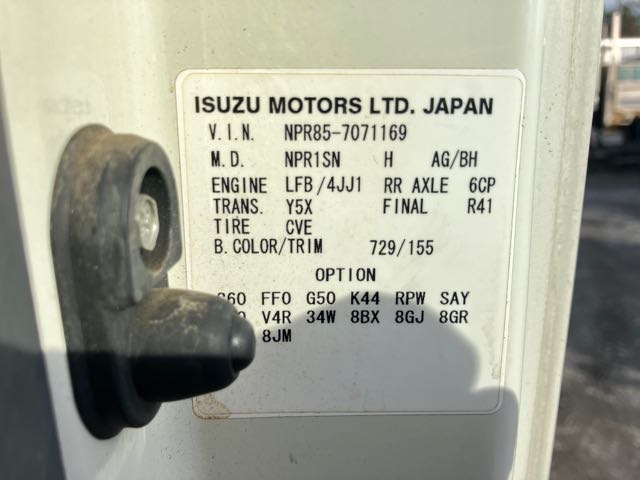 ISUZU MOTORS LTD. JAPAN
V.I.N. NPR85-7071169
M.D. NPR1SN H AG/BH
ENGINE LFB/4JJ1 RR AXLE 6CP
TRANS. Y5X FINAL R41
TIRE CVE
B.COLOR/TRIM 729/155
OPTION
FF0 G50 K44 RPW SAY
V4R 34W 8BX 8GJ 8GR
8JM